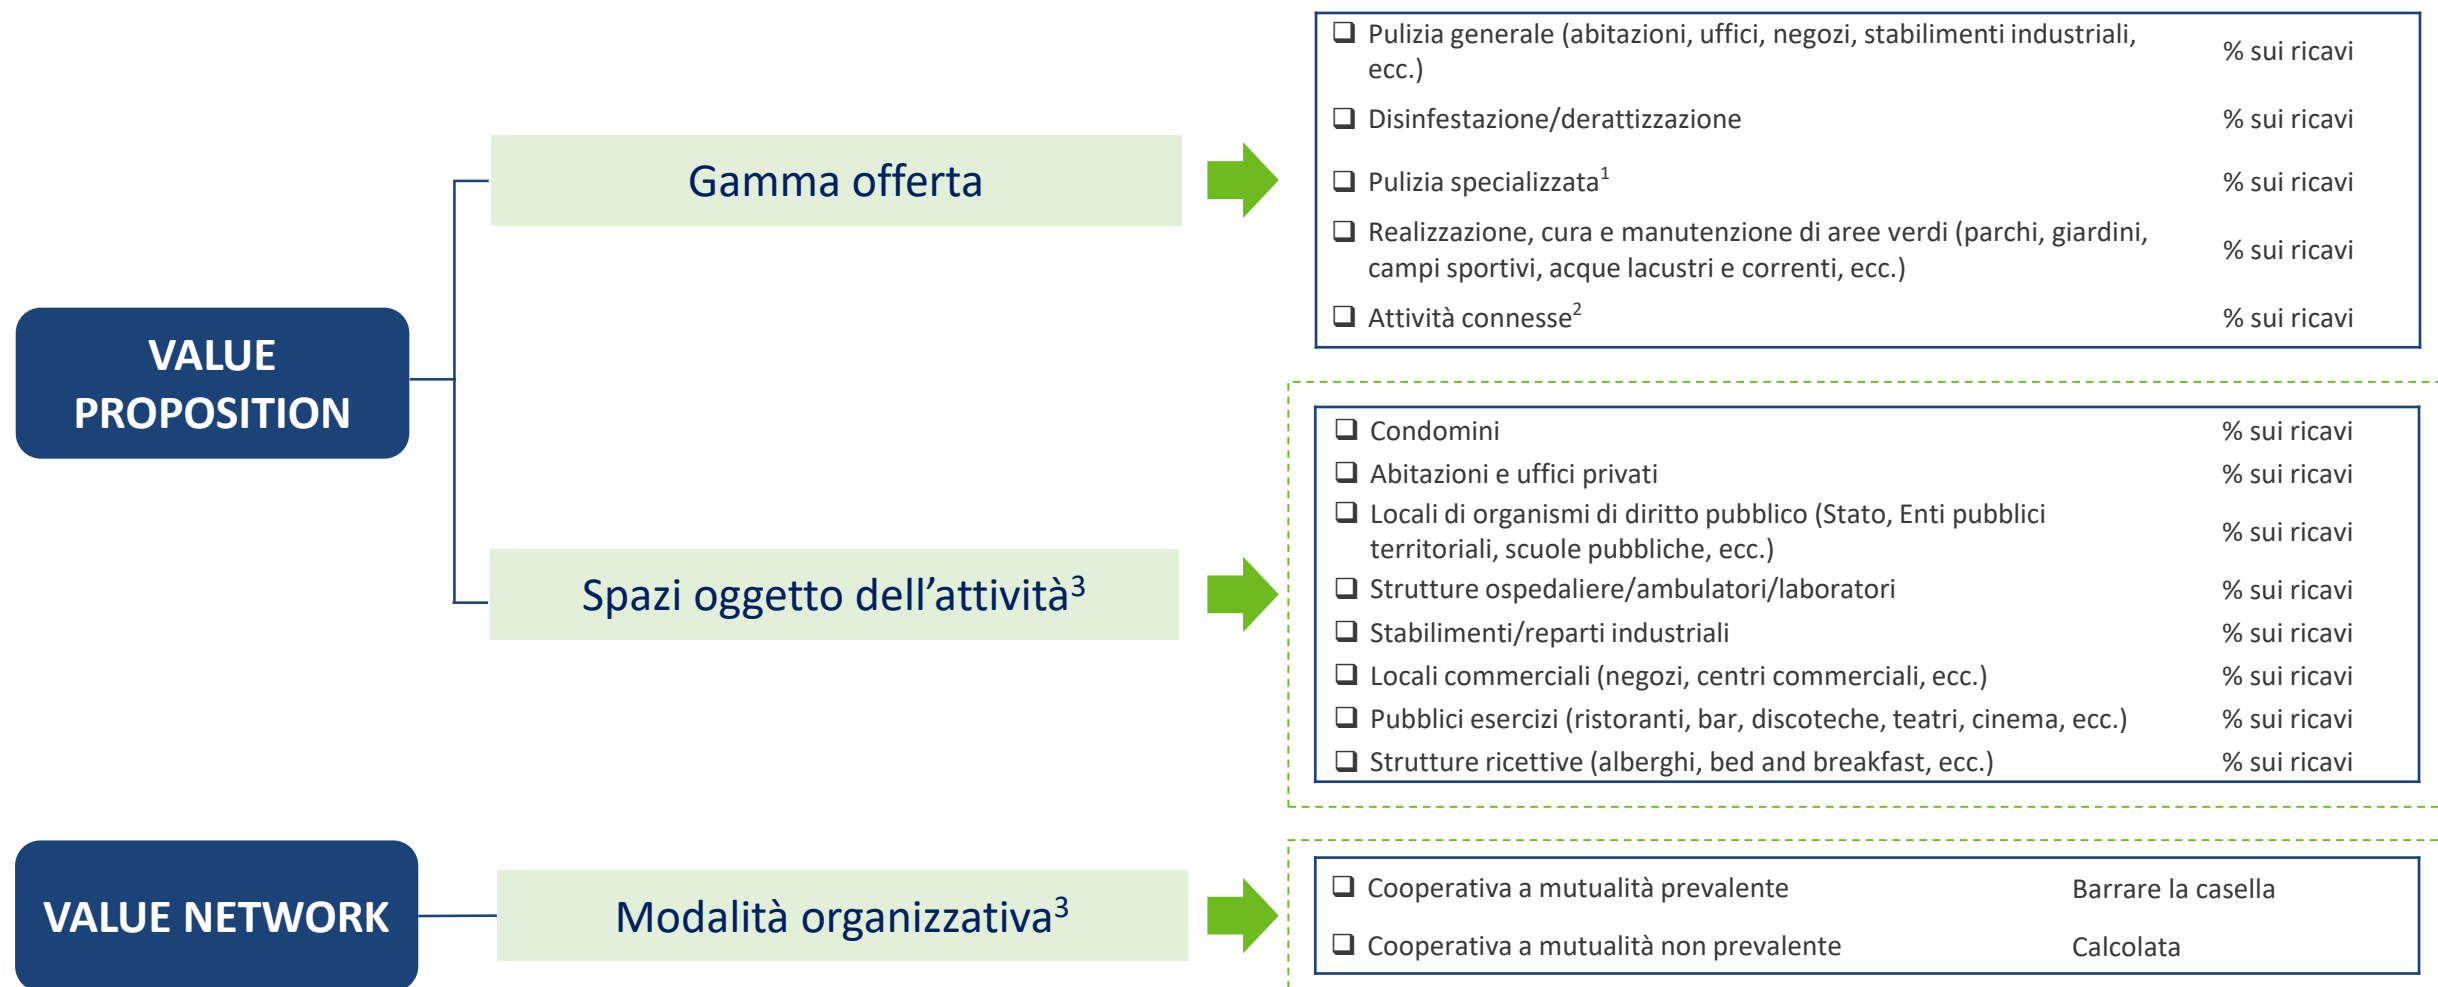 VALUE
PROPOSITION
Gamma offerta
❑ Pulizia generale (abitazioni, uffici, negozi, stabilimenti industriali,
ecc.)
% sui ricavi
❑ Disinfestazione/derattizzazione % sui ricavi
❑ Pulizia specializzata¹ % sui ricavi
❑ Realizzazione, cura e manutenzione di aree verdi (parchi, giardini,
campi sportivi, acque lacustri e correnti, ecc.)
% sui ricavi
❑ Attività connesse² % sui ricavi
Spazi oggetto dell’attività³
❑ Condomini % sui ricavi
❑ Abitazioni e uffici privati % sui ricavi
❑ Locali di organismi di diritto pubblico (Stato, Enti pubblici
territoriali, scuole pubbliche, ecc.)
% sui ricavi
❑ Strutture ospedaliere/ambulatori/laboratori % sui ricavi
❑ Stabilimenti/reparti industriali % sui ricavi
❑ Locali commerciali (negozi, centri commerciali, ecc.) % sui ricavi
❑ Pubblici esercizi (ristoranti, bar, discoteche, teatri, cinema, ecc.) % sui ricavi
❑ Strutture ricettive (alberghi, bed and breakfast, ecc.) % sui ricavi
VALUE NETWORK
Modalità organizzativa³
❑ Cooperativa a mutualità prevalente Barrare la casella
❑ Cooperativa a mutualità non prevalente Calcolata